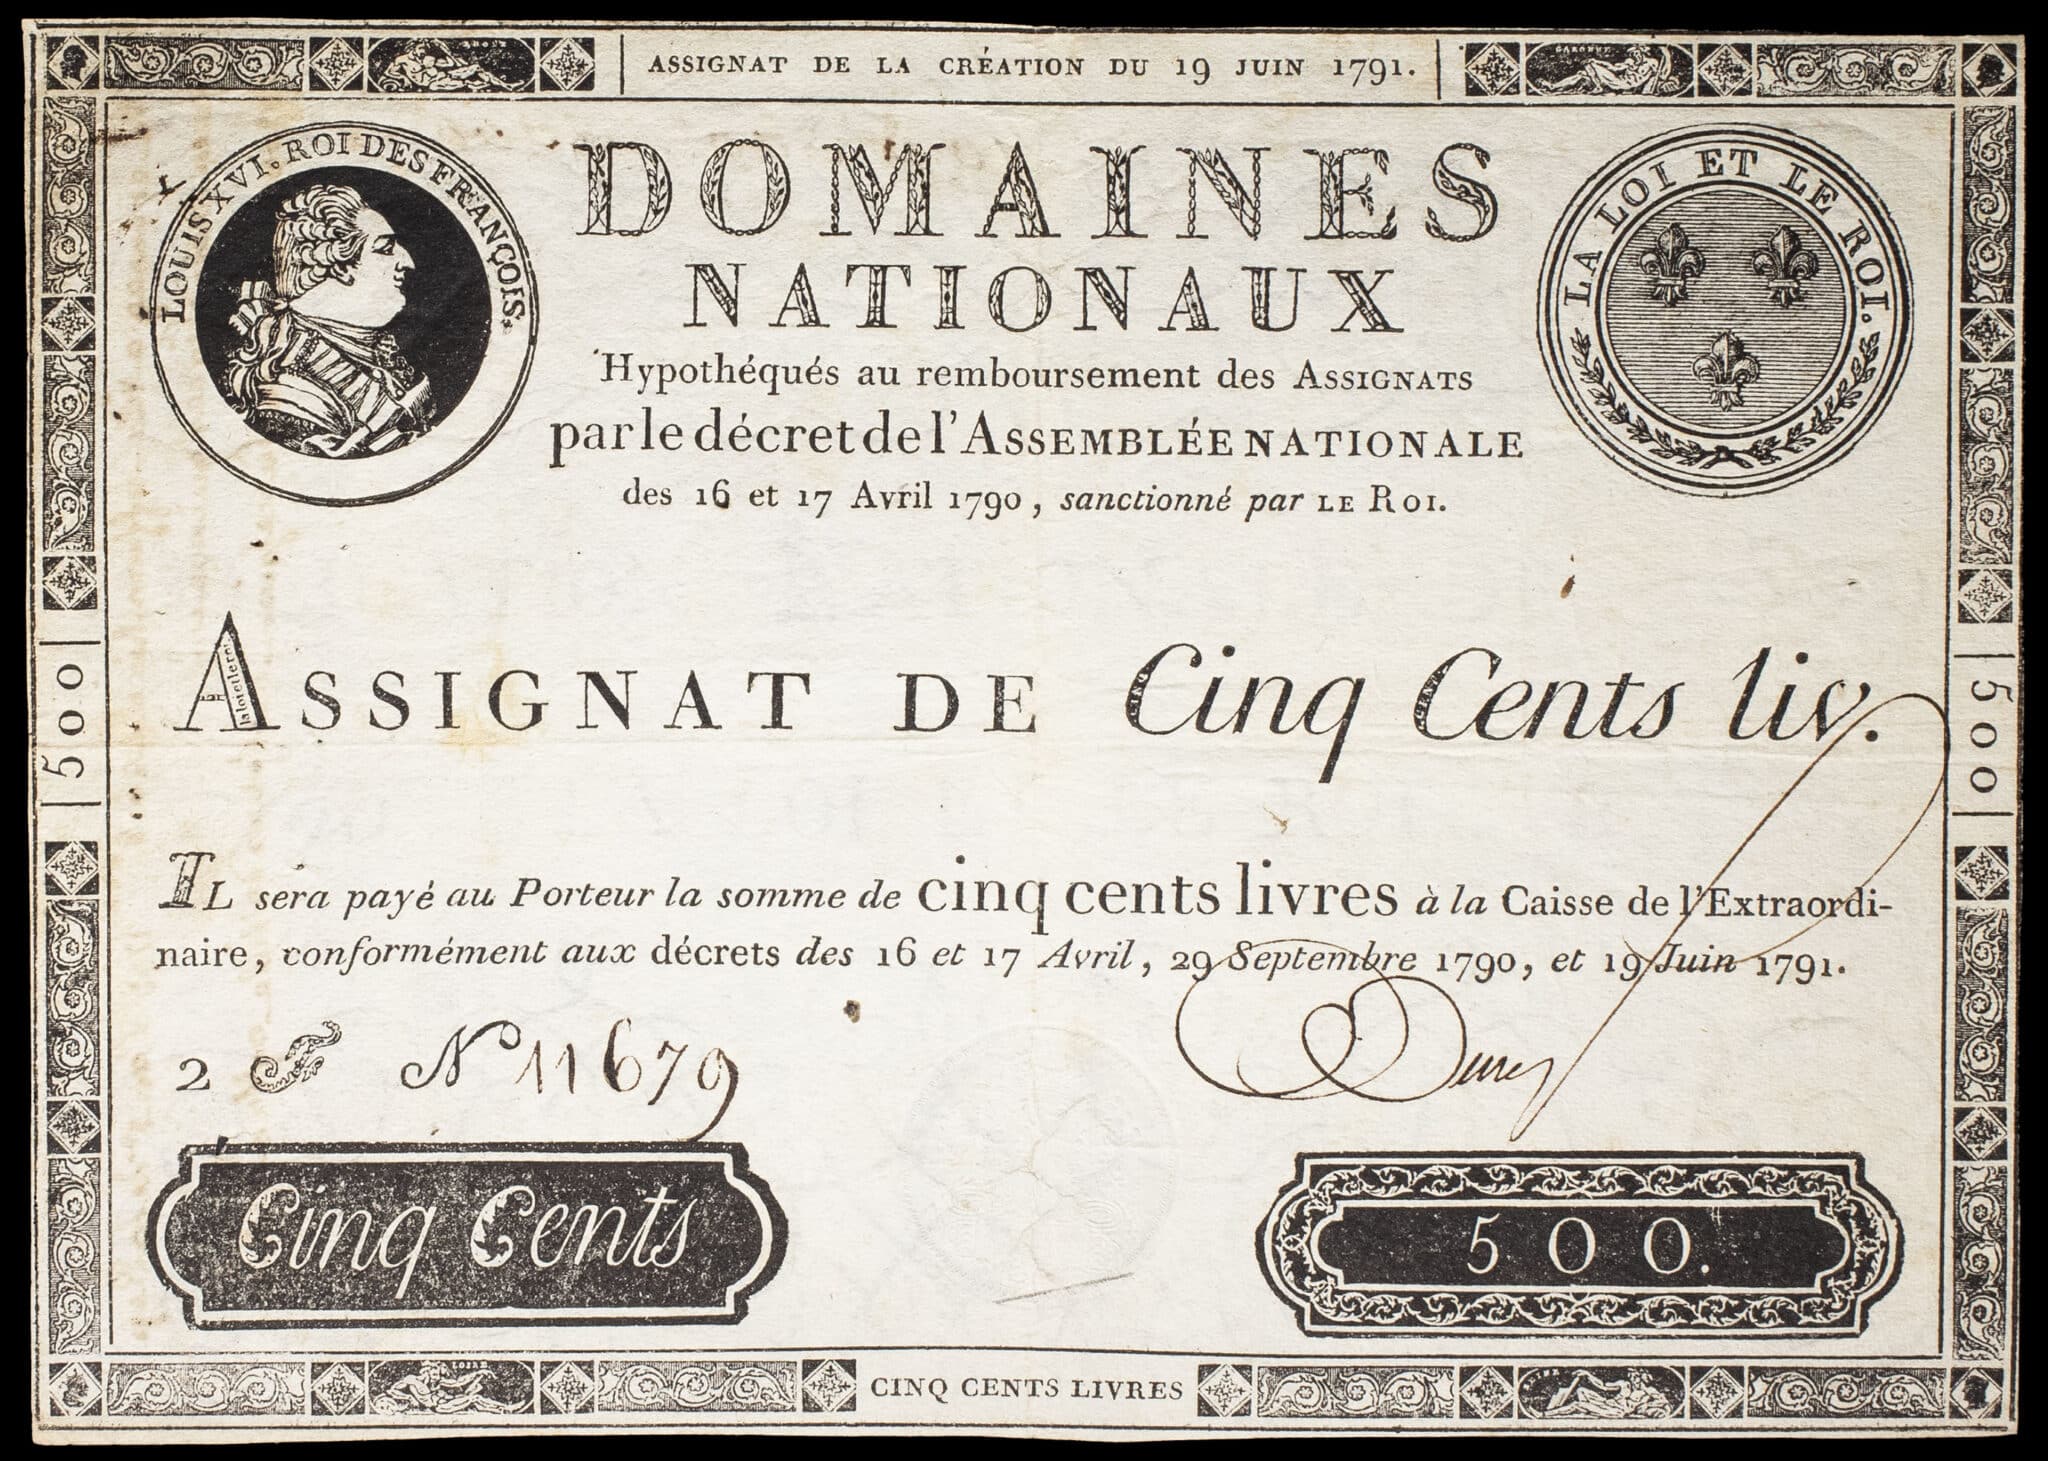 RHONE
ASSIGNAT DE LA CRÉATION DU 19 JUIN 1791.
GARONNE
LOUIS XVI. ROI DES FRANÇOIS.
DOMAINES
LA LOI ET LE ROI.
NATIONAUX
Hypothéqués au remboursement des ASSIGNATS
par le décret de l'ASSEMBLÉE NATIONALE
des 16 et 17 Avril 1790, sanctionné par LE ROI.
500
ASSIGNAT DE Cinq Cents liv.
500
IL sera payé au Porteur la somme de cinq cents livres à la Caisse de l'Extraordi-
naire, conformément aux décrets des 16 et 17 Avril, 29 Septembre 1790, et 19 Juin 1791.
2 F N° 11679
Cinq Cents
500.
LOIRE
CINQ CENTS LIVRES